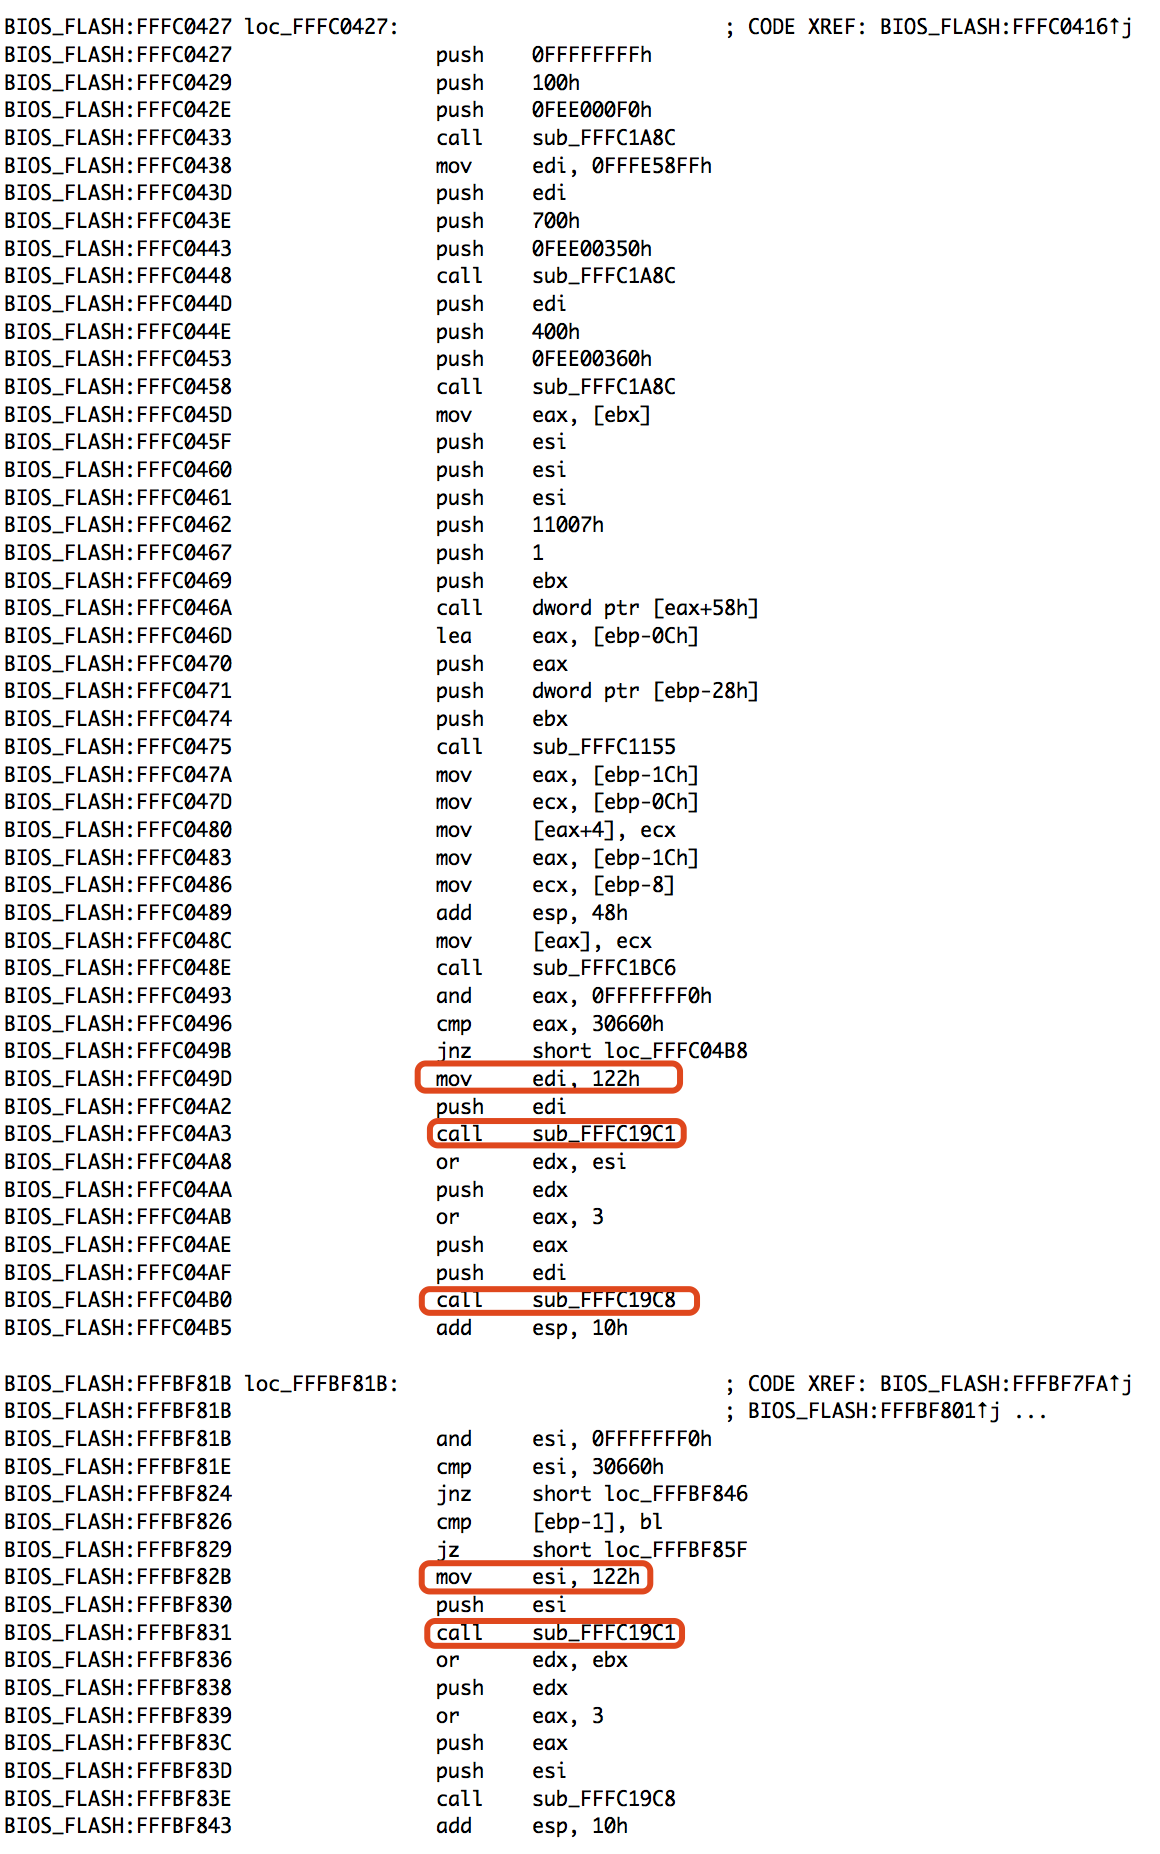 BIOS_FLASH:FFFC0427 loc_FFFC0427: ; CODE XREF: BIOS_FLASH:FFFC0416↑j
BIOS_FLASH:FFFC0427 push 0FFFFFFFFh
BIOS_FLASH:FFFC0429 push 100h
BIOS_FLASH:FFFC042E push 0FEE000F0h
BIOS_FLASH:FFFC0433 call sub_FFFC1A8C
BIOS_FLASH:FFFC0438 mov edi, 0FFFE58FFh
BIOS_FLASH:FFFC043D push edi
BIOS_FLASH:FFFC043E push 700h
BIOS_FLASH:FFFC0443 push 0FEE00350h
BIOS_FLASH:FFFC0448 call sub_FFFC1A8C
BIOS_FLASH:FFFC044D push edi
BIOS_FLASH:FFFC044E push 400h
BIOS_FLASH:FFFC0453 push 0FEE00360h
BIOS_FLASH:FFFC0458 call sub_FFFC1A8C
BIOS_FLASH:FFFC045D mov eax, [ebx]
BIOS_FLASH:FFFC045F push esi
BIOS_FLASH:FFFC0460 push esi
BIOS_FLASH:FFFC0461 push esi
BIOS_FLASH:FFFC0462 push 11007h
BIOS_FLASH:FFFC0467 push 1
BIOS_FLASH:FFFC0469 push ebx
BIOS_FLASH:FFFC046A call dword ptr [eax+58h]
BIOS_FLASH:FFFC046D lea eax, [ebp-0Ch]
BIOS_FLASH:FFFC0470 push eax
BIOS_FLASH:FFFC0471 push dword ptr [ebp-28h]
BIOS_FLASH:FFFC0474 push ebx
BIOS_FLASH:FFFC0475 call sub_FFFC1155
BIOS_FLASH:FFFC047A mov eax, [ebp-1Ch]
BIOS_FLASH:FFFC047D mov ecx, [ebp-0Ch]
BIOS_FLASH:FFFC0480 mov [eax+4], ecx
BIOS_FLASH:FFFC0483 mov eax, [ebp-1Ch]
BIOS_FLASH:FFFC0486 mov ecx, [ebp-8]
BIOS_FLASH:FFFC0489 add esp, 48h
BIOS_FLASH:FFFC048C mov [eax], ecx
BIOS_FLASH:FFFC048E call sub_FFFC1BC6
BIOS_FLASH:FFFC0493 and eax, 0FFFFFFF0h
BIOS_FLASH:FFFC0496 cmp eax, 30660h
BIOS_FLASH:FFFC049B jnz short loc_FFFC04B8
BIOS_FLASH:FFFC049D mov edi, 122h
BIOS_FLASH:FFFC04A2 push edi
BIOS_FLASH:FFFC04A3 call sub_FFFC19C1
BIOS_FLASH:FFFC04A8 or edx, esi
BIOS_FLASH:FFFC04AA push edx
BIOS_FLASH:FFFC04AB or eax, 3
BIOS_FLASH:FFFC04AE push eax
BIOS_FLASH:FFFC04AF push edi
BIOS_FLASH:FFFC04B0 call sub_FFFC19C8
BIOS_FLASH:FFFC04B5 add esp, 10h
BIOS_FLASH:FFFBF81B loc_FFFBF81B: ; CODE XREF: BIOS_FLASH:FFFBF7FA↑j
BIOS_FLASH:FFFBF81B ; BIOS_FLASH:FFFBF801↑j ...
BIOS_FLASH:FFFBF81B and esi, 0FFFFFFF0h
BIOS_FLASH:FFFBF81E cmp esi, 30660h
BIOS_FLASH:FFFBF824 jnz short loc_FFFBF846
BIOS_FLASH:FFFBF826 cmp [ebp-1], bl
BIOS_FLASH:FFFBF829 jz short loc_FFFBF85F
BIOS_FLASH:FFFBF82B mov esi, 122h
BIOS_FLASH:FFFBF830 push esi
BIOS_FLASH:FFFBF831 call sub_FFFC19C1
BIOS_FLASH:FFFBF836 or edx, ebx
BIOS_FLASH:FFFBF838 push edx
BIOS_FLASH:FFFBF839 or eax, 3
BIOS_FLASH:FFFBF83C push eax
BIOS_FLASH:FFFBF83D push esi
BIOS_FLASH:FFFBF83E call sub_FFFC19C8
BIOS_FLASH:FFFBF843 add esp, 10h